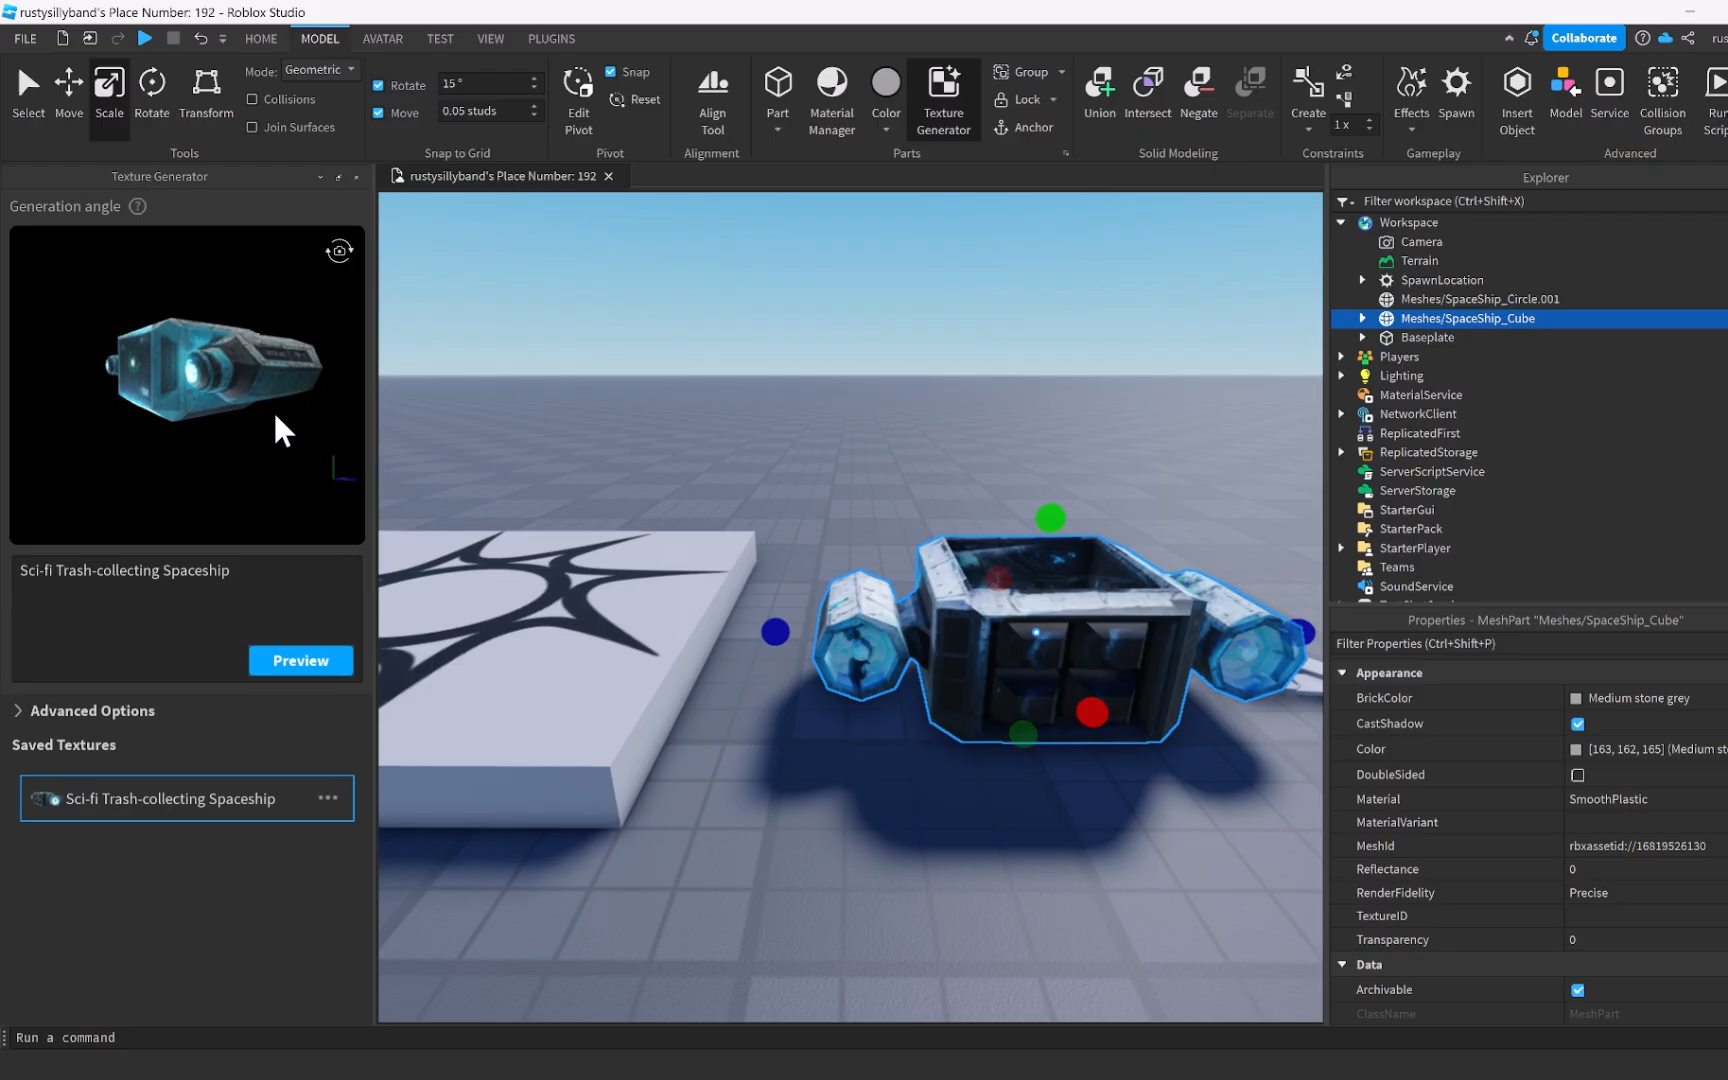 rustysillyband's Place Number: 192 - Roblox Studio
FILE
HOME
MODEL
AVATAR
TEST
VIEW
PLUGINS
Collaborate
Select
Move
Scale
Rotate
Transform
Mode: Geometric
Collisions
Join Surfaces
Tools
Rotate 15 °
Move 0.05 studs
Snap to Grid
Edit Pivot
Snap
Reset
Pivot
Align Tool
Alignment
Part
Material Manager
Color
Texture Generator
Group
Lock
Anchor
Parts
Union
Intersect
Negate
Separate
Solid Modeling
Create
1 x
Constraints
Effects
Spawn
Gameplay
Insert Object
Model
Service
Collision Groups
Advanced
Texture Generator
Generation angle
Sci-fi Trash-collecting Spaceship
Preview
Advanced Options
Saved Textures
Sci-fi Trash-collecting Spaceship
rustysillyband's Place Number: 192
Explorer
Filter workspace (Ctrl+Shift+X)
Workspace
Camera
Terrain
SpawnLocation
Meshes/SpaceShip_Circle.001
Meshes/SpaceShip_Cube
Baseplate
Players
Lighting
MaterialService
NetworkClient
ReplicatedFirst
ReplicatedStorage
ServerScriptService
ServerStorage
StarterGui
StarterPack
StarterPlayer
Teams
SoundService
Properties - MeshPart "Meshes/SpaceShip_Cube"
Filter Properties (Ctrl+Shift+P)
Appearance
BrickColor Medium stone grey
CastShadow
Color [163, 162, 165] (Medium st
DoubleSided
Material SmoothPlastic
MaterialVariant
MeshId rbxassetid://16819526130
Reflectance 0
RenderFidelity Precise
TextureID
Transparency 0
Data
Archivable
ClassName MeshPart
Run a command